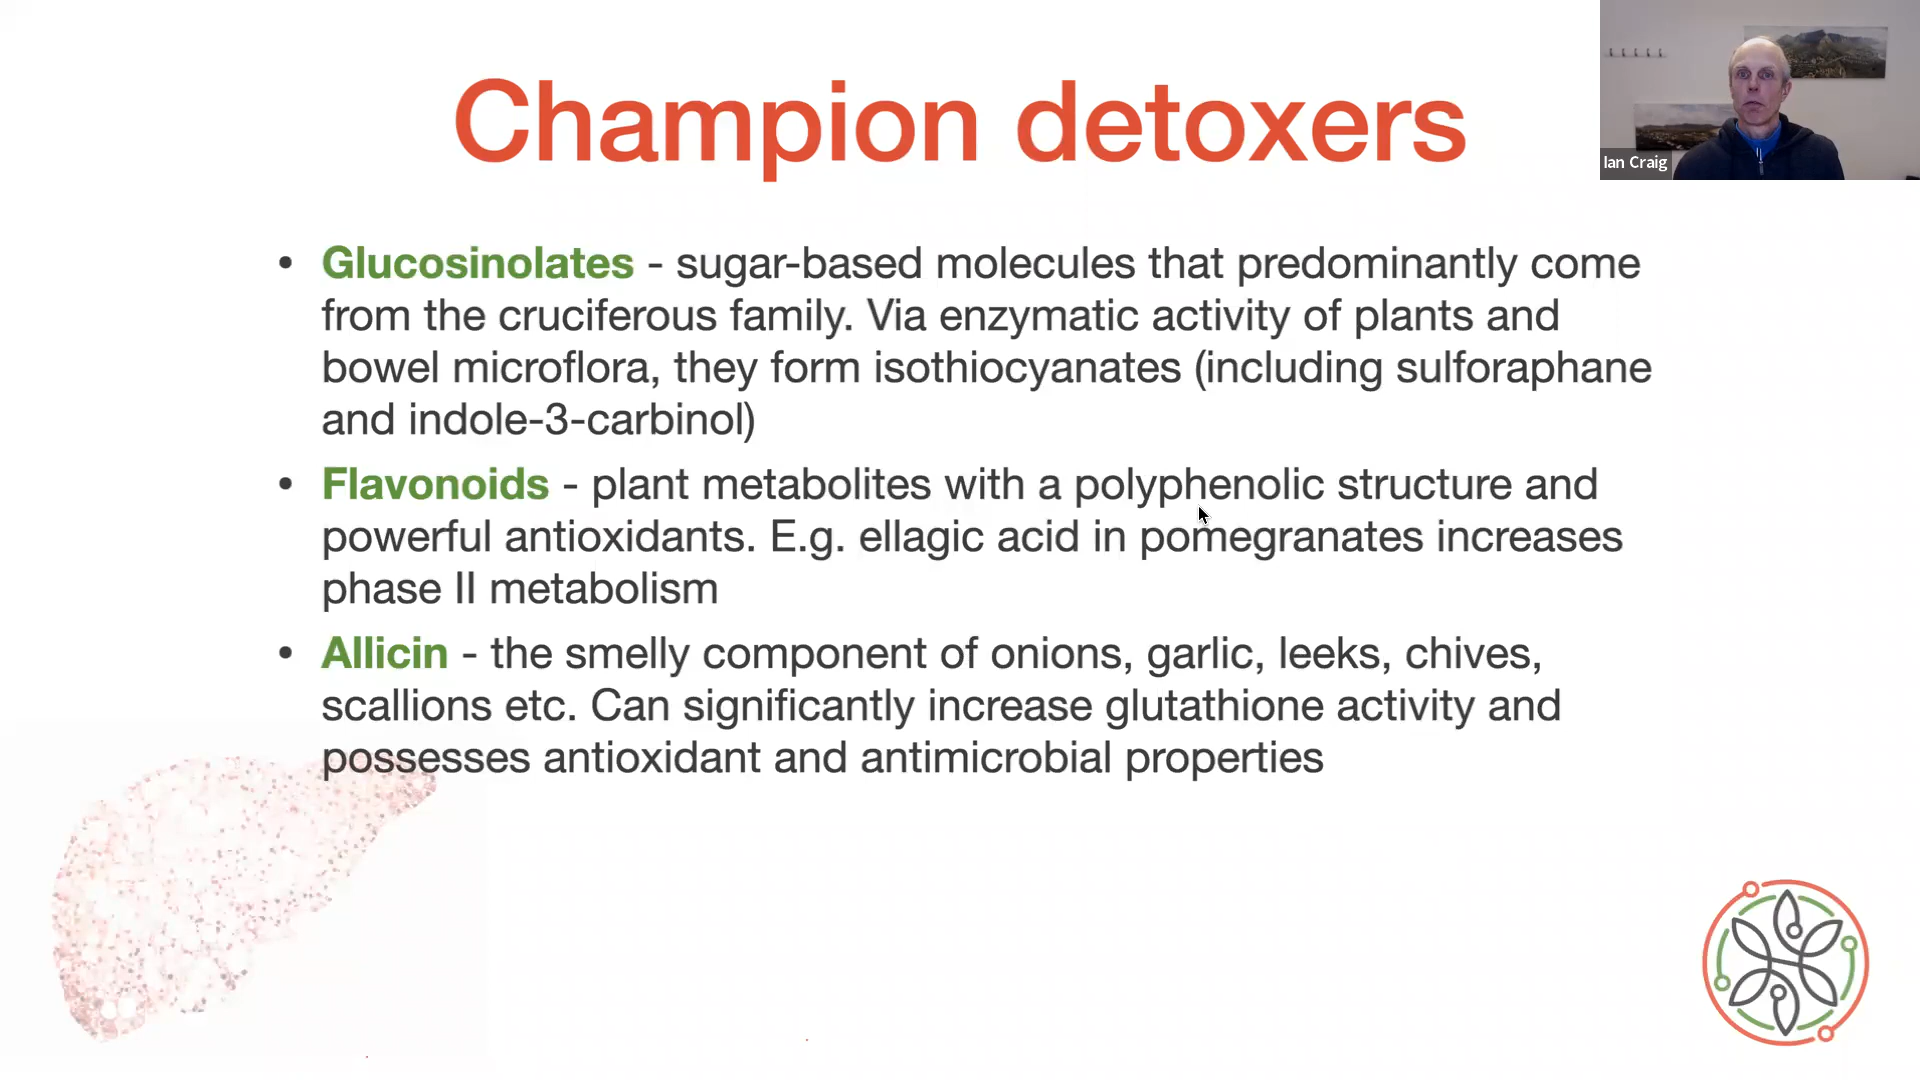 Champion detoxers
Ian Craig
• Glucosinolates - sugar-based molecules that predominantly come
from the cruciferous family. Via enzymatic activity of plants and
bowel microflora, they form isothiocyanates (including sulforaphane
and indole-3-carbinol)
• Flavonoids - plant metabolites with a polyphenolic structure and
powerful antioxidants. E.g. ellagic acid in pomegranates increases
phase II metabolism
• Allicin - the smelly component of onions, garlic, leeks, chives,
scallions etc. Can significantly increase glutathione activity and
possesses antioxidant and antimicrobial properties